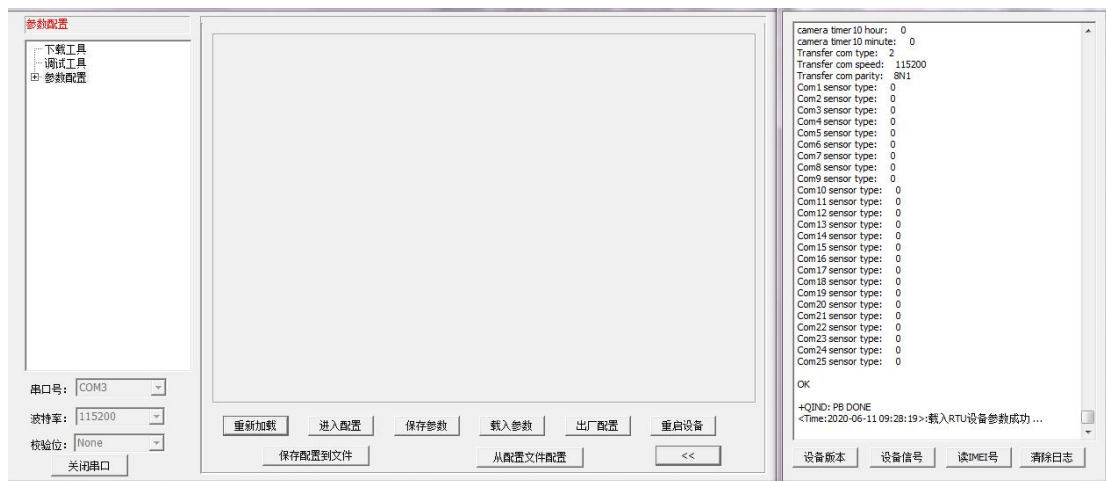 参数配置
下载工具
调试工具
参数配置
串口号: COM3
波特率: 115200
校验位: None
关闭串口
重新加载 进入配置 保存参数 载入参数 出厂配置 重启设备
保存配置到文件 从配置文件配置 <<
camera timer10 hour: 0
camera timer10 minute: 0
Transfer com type: 2
Transfer com speed: 115200
Transfer com parity: 8N1
Com1 sensor type: 0
Com2 sensor type: 0
Com3 sensor type: 0
Com4 sensor type: 0
Com5 sensor type: 0
Com6 sensor type: 0
Com7 sensor type: 0
Com8 sensor type: 0
Com9 sensor type: 0
Com10 sensor type: 0
Com11 sensor type: 0
Com12 sensor type: 0
Com13 sensor type: 0
Com14 sensor type: 0
Com15 sensor type: 0
Com16 sensor type: 0
Com17 sensor type: 0
Com18 sensor type: 0
Com19 sensor type: 0
Com20 sensor type: 0
Com21 sensor type: 0
Com22 sensor type: 0
Com23 sensor type: 0
Com24 sensor type: 0
Com25 sensor type: 0
OK
+QIND: PB DONE
<Time:2020-06-11 09:28:19>:载入RTU设备参数成功 ...
设备版本 设备信号 读IMEI号 清除日志